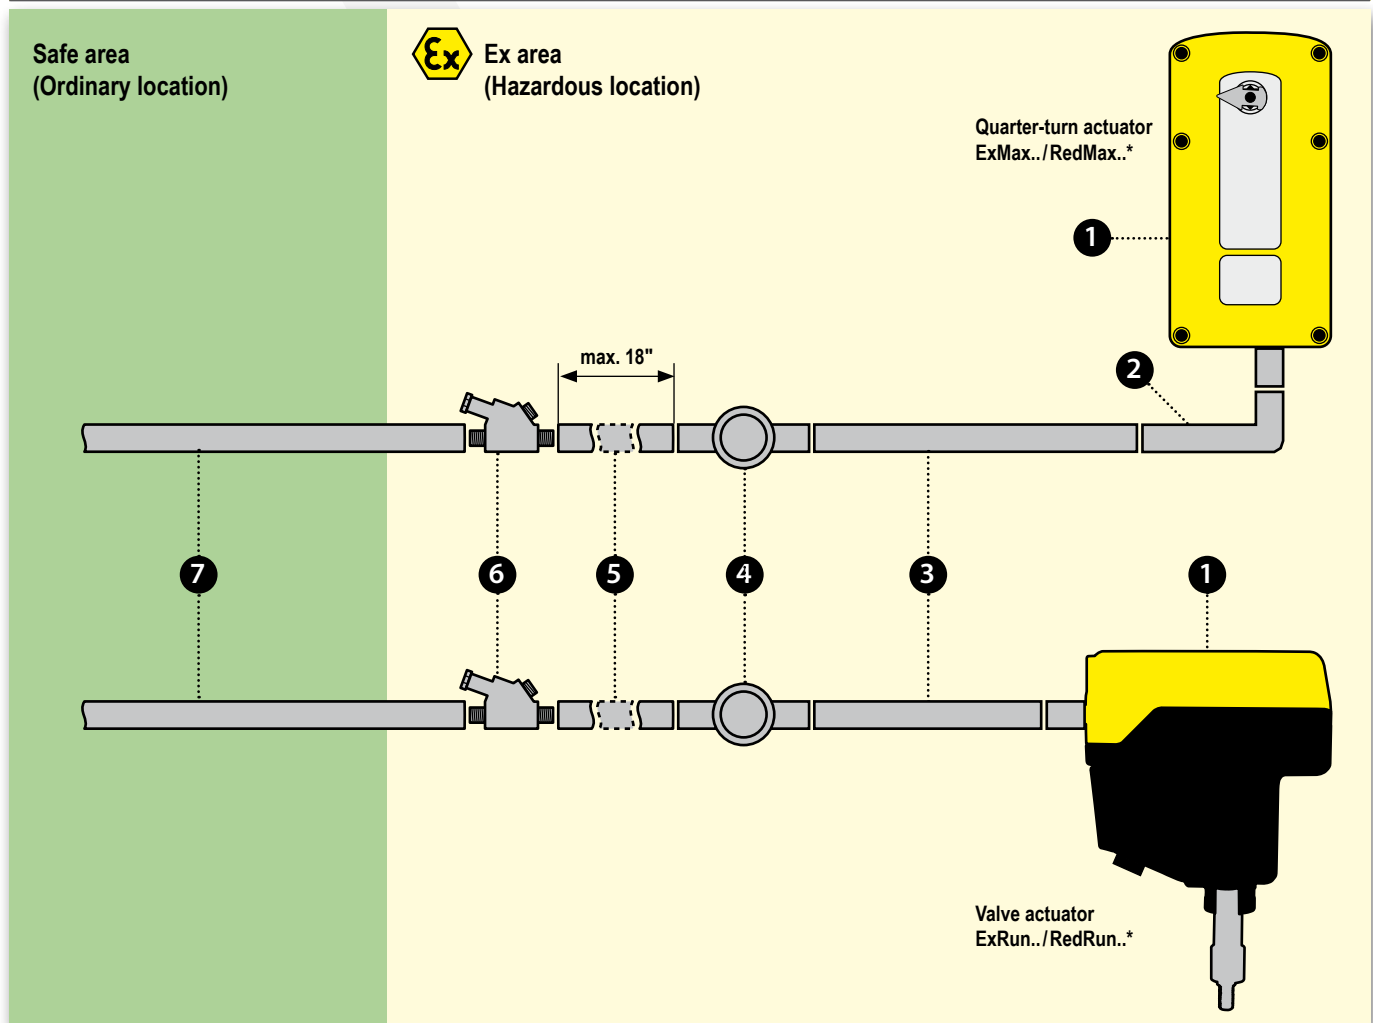 Safe area
(Ordinary location)
Ex
Ex area
(Hazardous location)
Quarter-turn actuator
ExMax../RedMax..*
1
2
max. 18"
7
6
5
4
3
1
Valve actuator
ExRun../RedRun..*